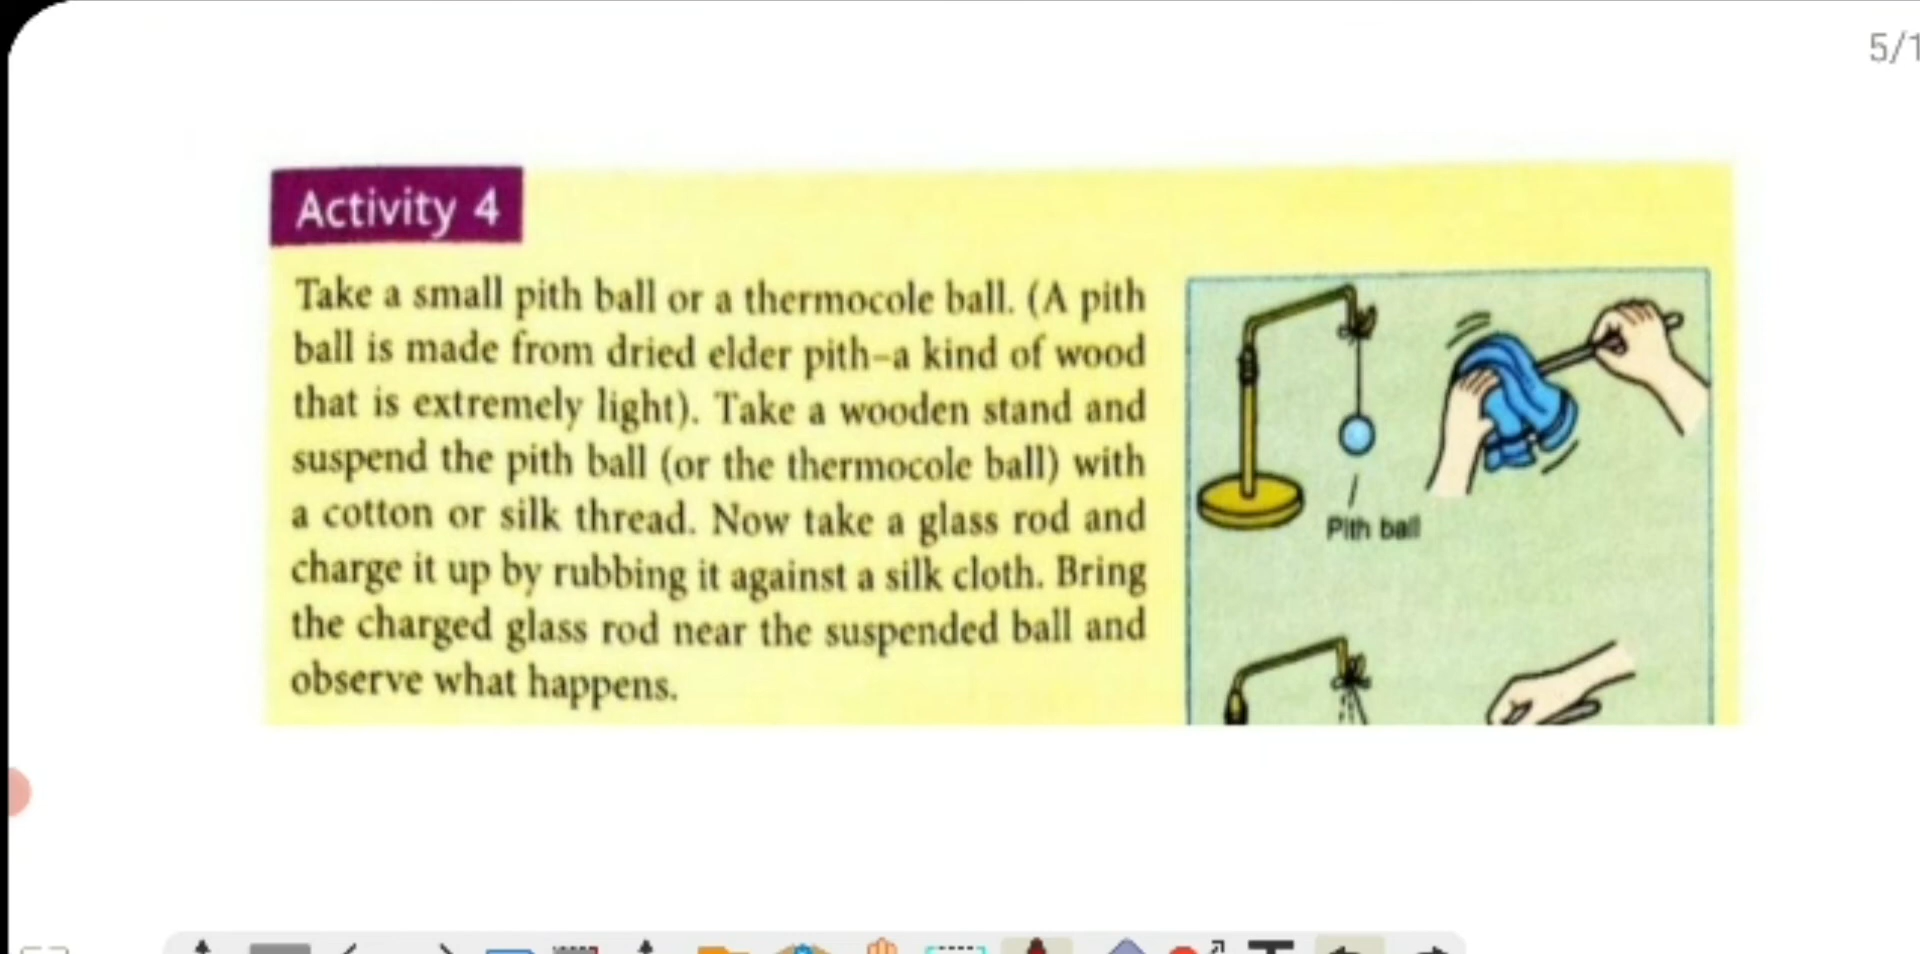 5/1
Activity 4
Take a small pith ball or a thermocole ball. (A pith
ball is made from dried elder pith–a kind of wood
that is extremely light). Take a wooden stand and
suspend the pith ball (or the thermocole ball) with
a cotton or silk thread. Now take a glass rod and
charge it up by rubbing it against a silk cloth. Bring
the charged glass rod near the suspended ball and
observe what happens.
Pith ball